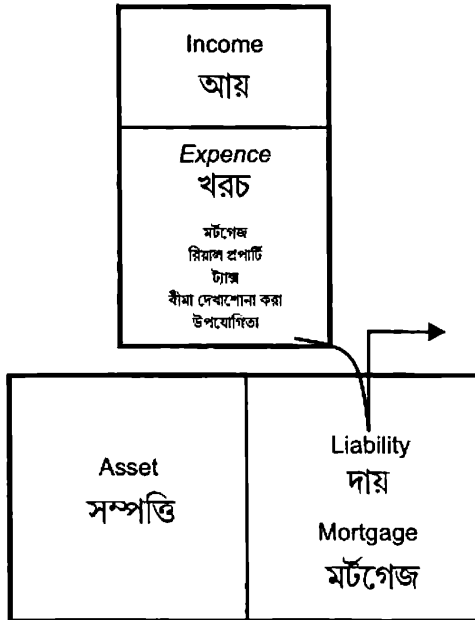 Income
আয়
Expence
খরচ
মর্টগেজ
রিয়াল প্রপার্টি
ট্যাক্স
বীমা দেখাশোনা করা
উপযোগিতা
Asset
সম্পত্তি
Liability
দায়
Mortgage
মর্টগেজ